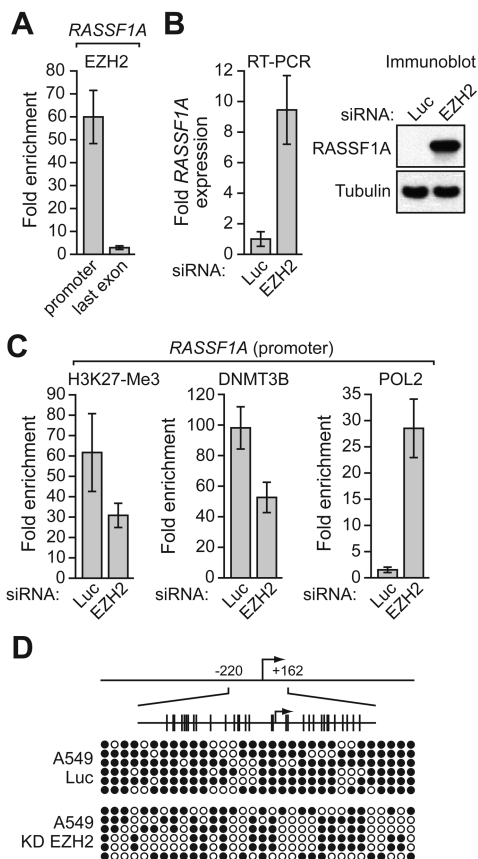 A
RASSF1A
EZH2
Fold enrichment
80
70
60
50
40
30
20
10
0
promoter
last exon
B
RT-PCR
Fold RASSF1A
expression
12
10
8
6
4
2
0
siRNA:
Luc
EZH2
Immunoblot
siRNA:
Luc
EZH2
RASSF1A
Tubulin
C
RASSF1A (promoter)
H3K27-Me3
Fold enrichment
90
80
70
60
50
40
30
20
10
0
siRNA:
Luc
EZH2
DNMT3B
Fold enrichment
120
100
80
60
40
20
0
siRNA:
Luc
EZH2
POL2
Fold enrichment
35
30
25
20
15
10
5
0
siRNA:
Luc
EZH2
D
-220
+162
A549
Luc
A549
KD EZH2